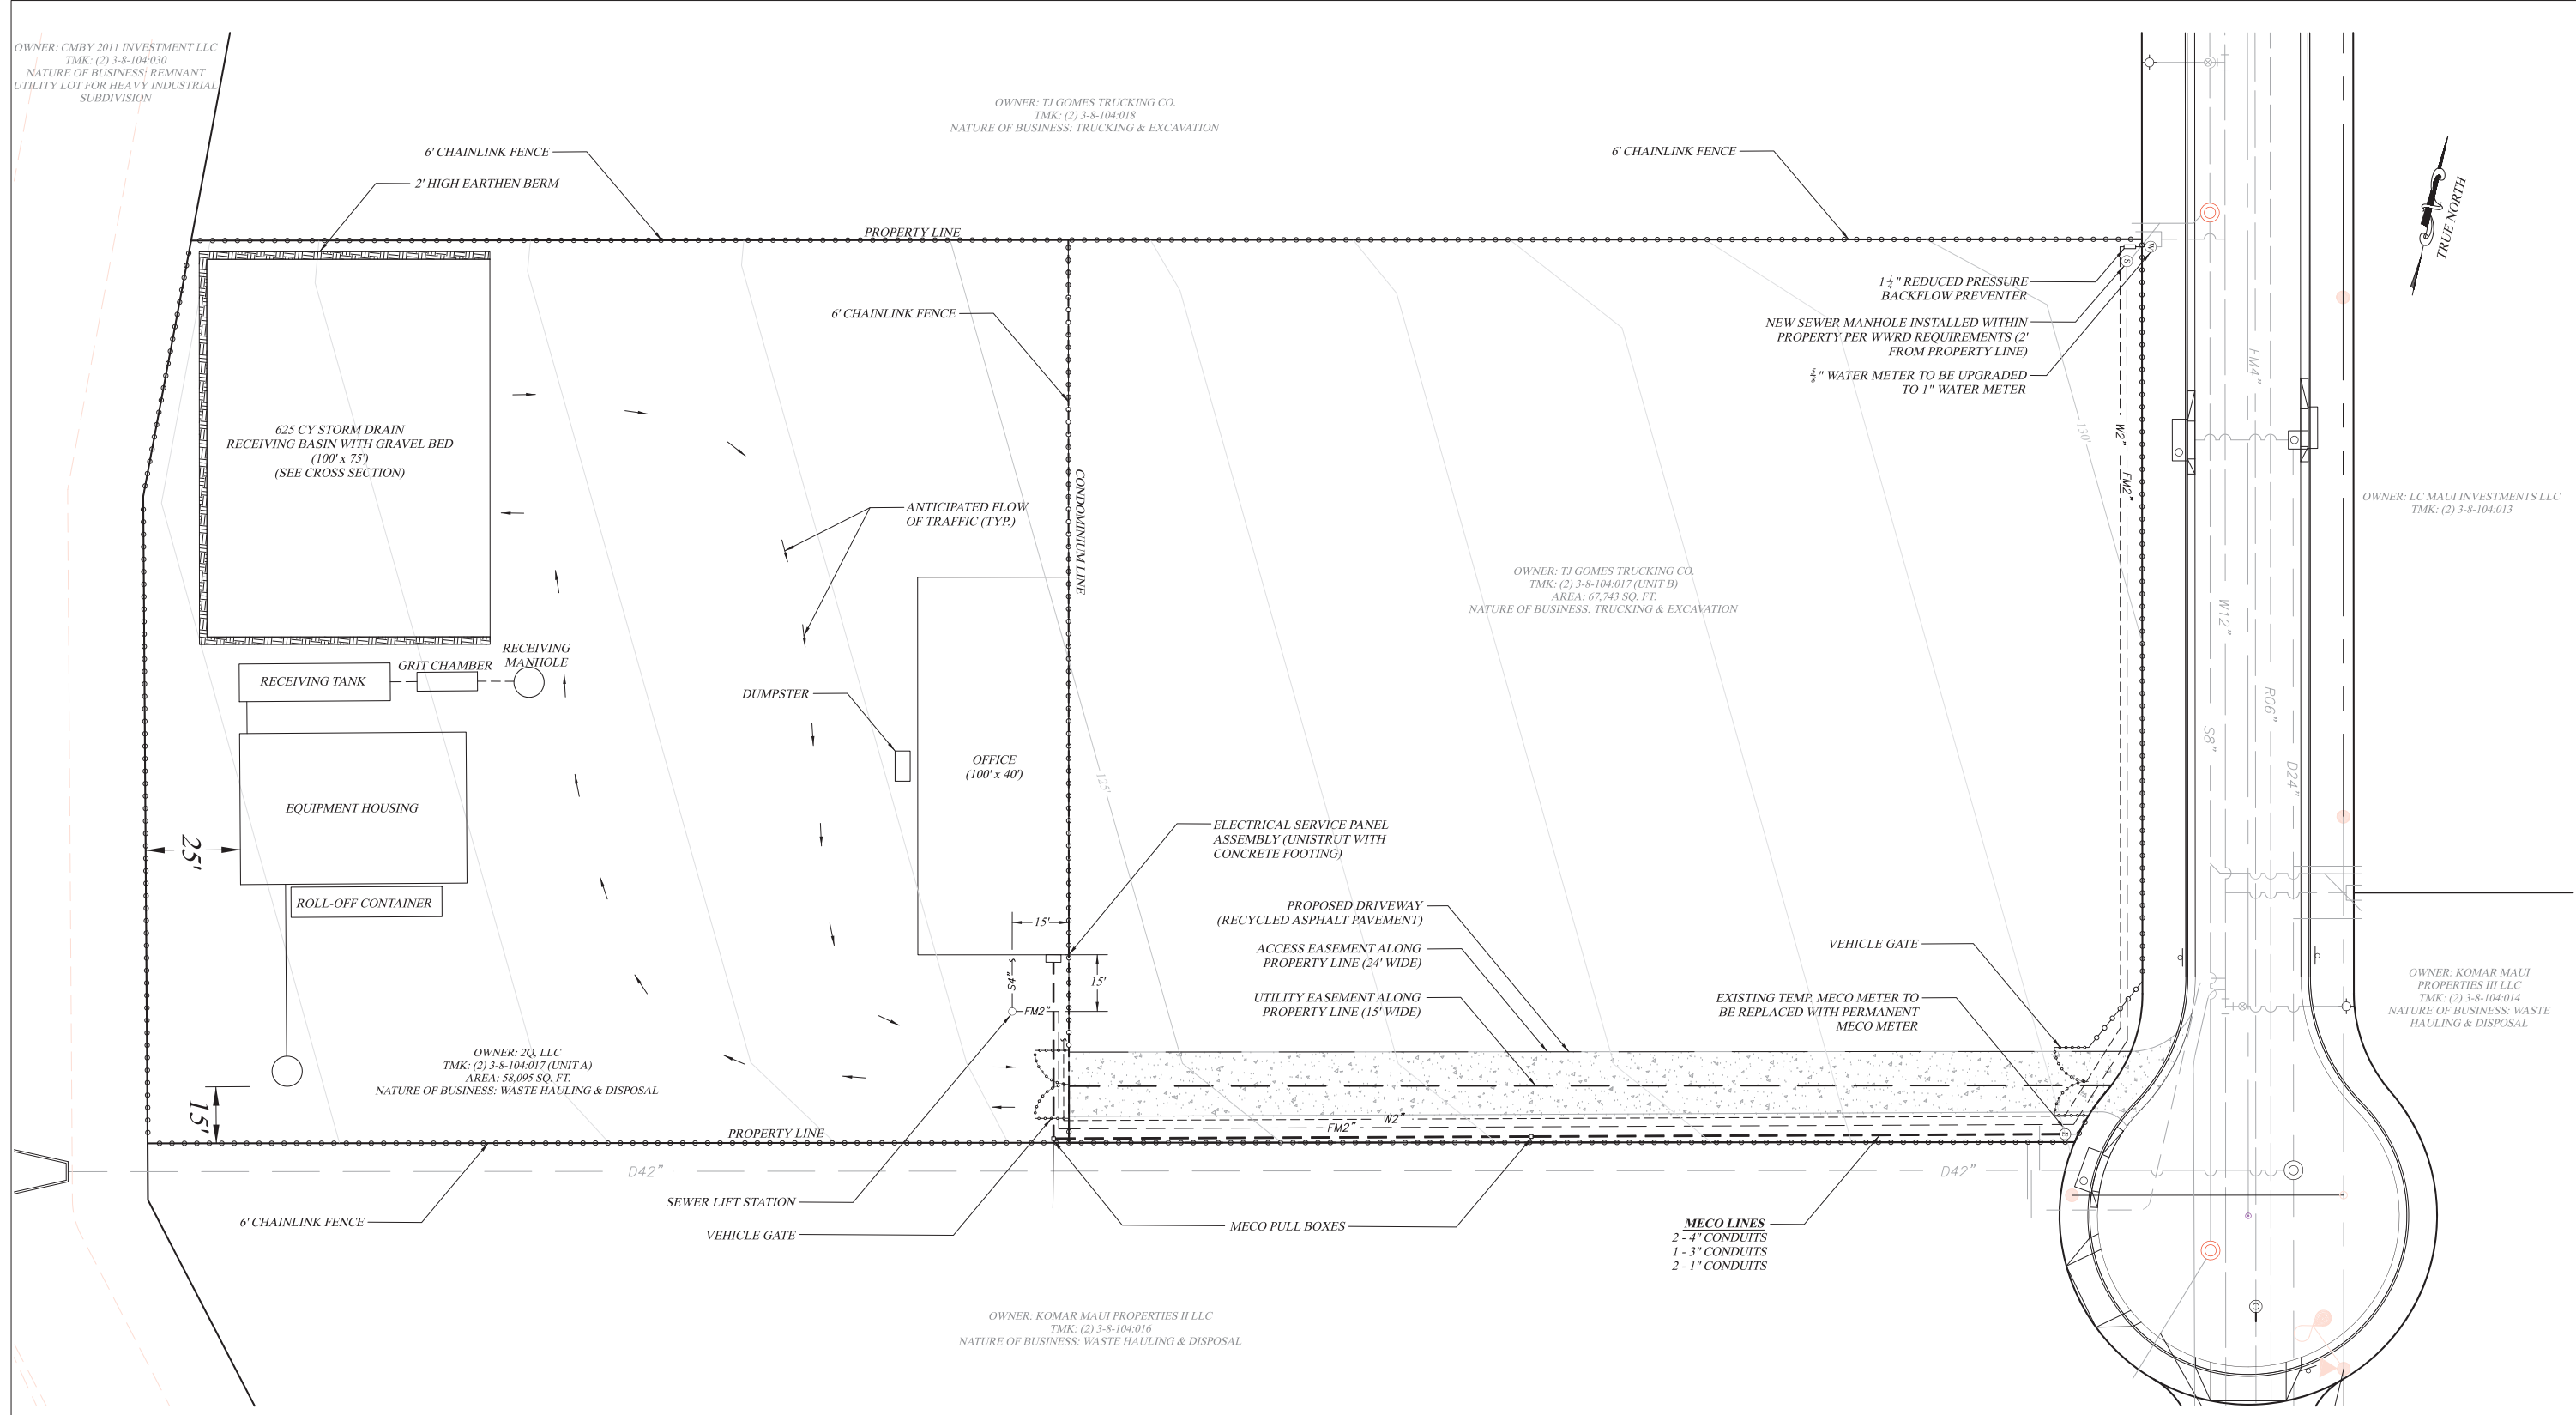 OWNER: CMBY 2011 INVESTMENT LLC
TMK: (2) 3-8-104:030
NATURE OF BUSINESS: REMNANT
UTILITY LOT FOR HEAVY INDUSTRIAL
SUBDIVISION
OWNER: TJ GOMES TRUCKING CO.
TMK: (2) 3-8-104:018
NATURE OF BUSINESS: TRUCKING & EXCAVATION
6' CHAINLINK FENCE
2' HIGH EARTHEN BERM
6' CHAINLINK FENCE
TRUE NORTH
PROPERTY LINE
W
S
1 1/4" REDUCED PRESSURE
BACKFLOW PREVENTER
6' CHAINLINK FENCE
NEW SEWER MANHOLE INSTALLED WITHIN
PROPERTY PER WWRD REQUIREMENTS (2'
FROM PROPERTY LINE)
5/8" WATER METER TO BE UPGRADED
TO 1" WATER METER
FM4"
625 CY STORM DRAIN
RECEIVING BASIN WITH GRAVEL BED
(100' x 75')
(SEE CROSS SECTION)
130'
W2"
FM2"
CONDOMINIUM LINE
ANTICIPATED FLOW
OF TRAFFIC (TYP.)
OWNER: LC MAUI INVESTMENTS LLC
TMK: (2) 3-8-104:013
OWNER: TJ GOMES TRUCKING CO.
TMK: (2) 3-8-104:017 (UNIT B)
AREA: 67,743 SQ. FT.
NATURE OF BUSINESS: TRUCKING & EXCAVATION
W12"
RECEIVING
MANHOLE
GRIT CHAMBER
RECEIVING TANK
DUMPSTER
R06"
S8"
D24"
OFFICE
(100' x 40')
125'
EQUIPMENT HOUSING
25'
ELECTRICAL SERVICE PANEL
ASSEMBLY (UNISTRUT WITH
CONCRETE FOOTING)
ROLL-OFF CONTAINER
15'
PROPOSED DRIVEWAY
(RECYCLED ASPHALT PAVEMENT)
ACCESS EASEMENT ALONG
PROPERTY LINE (24' WIDE)
VEHICLE GATE
S4"
15'
FM2"
UTILITY EASEMENT ALONG
PROPERTY LINE (15' WIDE)
EXISTING TEMP. MECO METER TO
BE REPLACED WITH PERMANENT
MECO METER
OWNER: KOMAR MAUI
PROPERTIES III LLC
TMK: (2) 3-8-104:014
NATURE OF BUSINESS: WASTE
HAULING & DISPOSAL
OWNER: 2Q, LLC
TMK: (2) 3-8-104:017 (UNIT A)
AREA: 58,095 SQ. FT.
NATURE OF BUSINESS: WASTE HAULING & DISPOSAL
15'
W2"
FM2"
PROPERTY LINE
D42"
D42"
SEWER LIFT STATION
6' CHAINLINK FENCE
VEHICLE GATE
MECO PULL BOXES
MECO LINES
2 - 4" CONDUITS
1 - 3" CONDUITS
2 - 1" CONDUITS
OWNER: KOMAR MAUI PROPERTIES II LLC
TMK: (2) 3-8-104:016
NATURE OF BUSINESS: WASTE HAULING & DISPOSAL